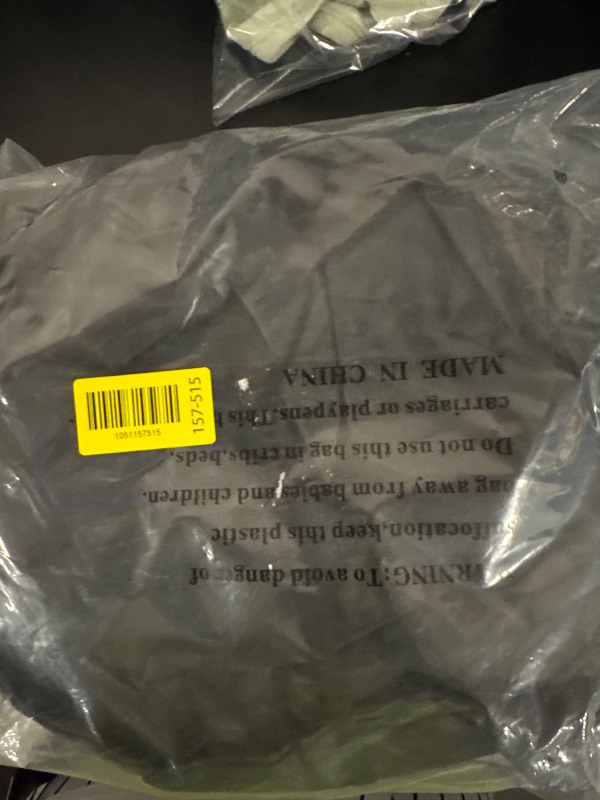 WARNING:To avoid danger of
suffocation,keep this plastic
bag away from babies and children.
Do not use this bag in cribs,beds,
carriages or playpens.This
MADE IN CHINA
1051157515
157-515